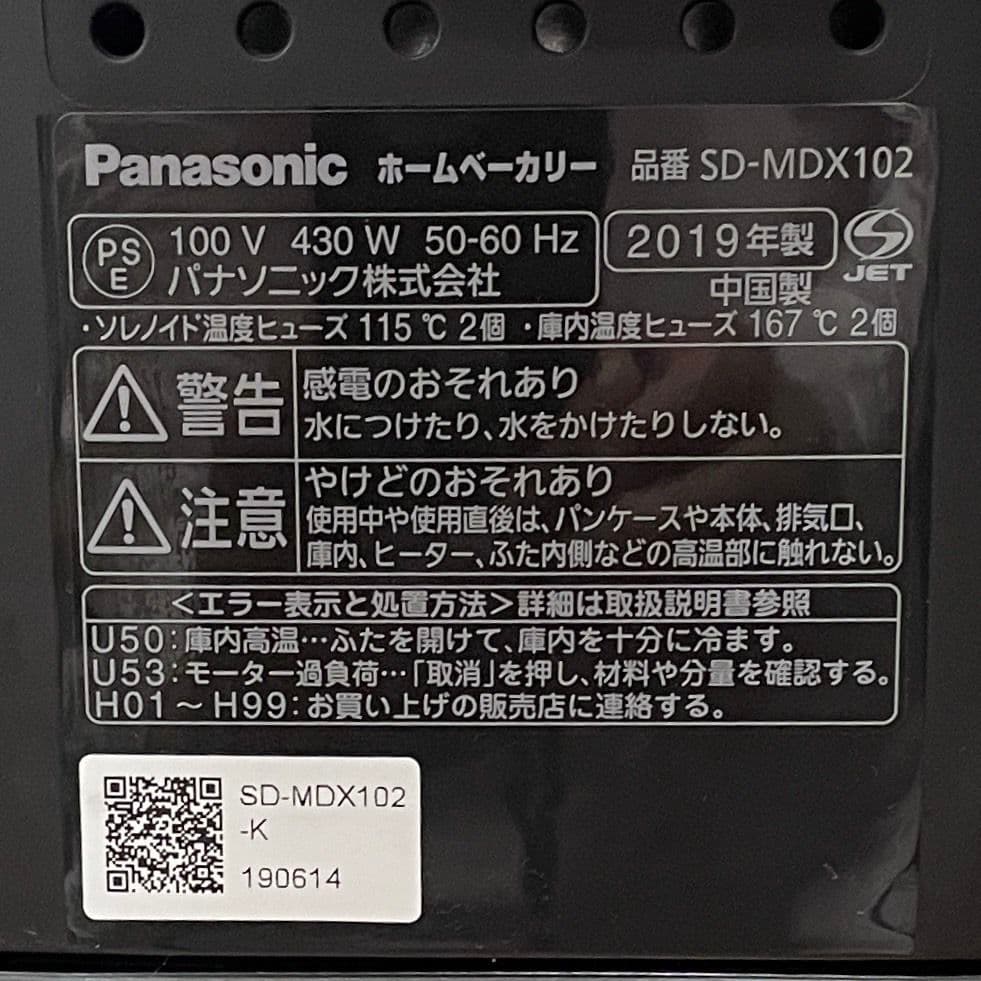 Panasonic ホームベーカリー 品番 SD-MDX102
PS E 100 V 430 W 50-60 Hz 2019年製 JET
パナソニック株式会社 中国製
・ソレノイド温度ヒューズ 115 ℃ 2個 ・庫内温度ヒューズ 167 ℃ 2個
警告 感電のおそれあり
水につけたり、水をかけたりしない。
注意 やけどのおそれあり
使用中や使用直後は、パンケースや本体、排気口、
庫内、ヒーター、ふた内側などの高温部に触れない。
<エラー表示と処置方法>詳細は取扱説明書参照
U50:庫内高温…ふたを開けて、庫内を十分に冷ます。
U53:モーター過負荷…「取消」を押し、材料や分量を確認する。
H01〜H99:お買い上げの販売店に連絡する。
SD-MDX102
-K
190614